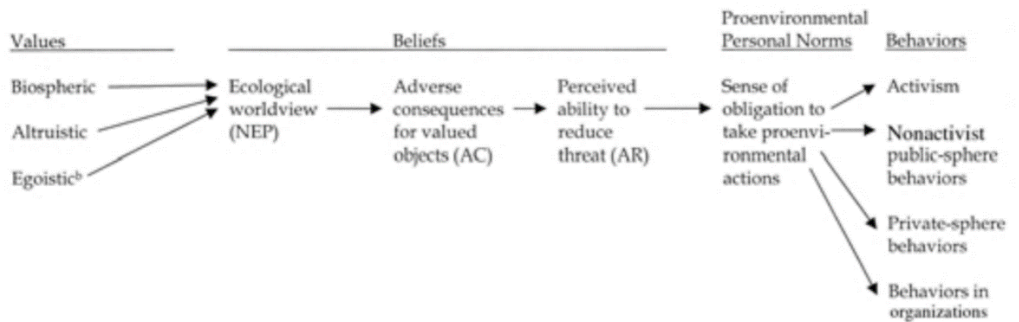 Values
Beliefs
Proenvironmental
Personal Norms
Behaviors
Biospheric
Altruistic
Egoisticᵇ
Ecological
worldview
(NEP)
Adverse
consequences
for valued
objects (AC)
Perceived
ability to
reduce
threat (AR)
Sense of
obligation to
take proenvi-
ronmental
actions
Activism
Nonactivist
public-sphere
behaviors
Private-sphere
behaviors
Behaviors in
organizations